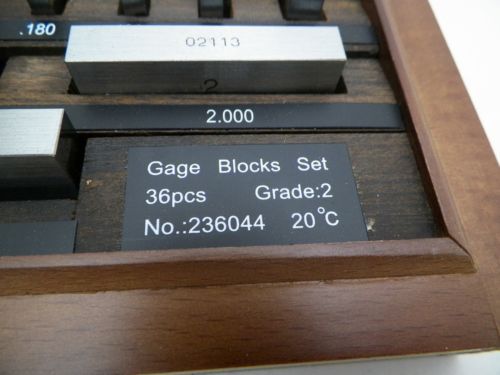 .180
02113
2
2.000
Gage Blocks Set
36pcs Grade:2
No.:236044 20°C